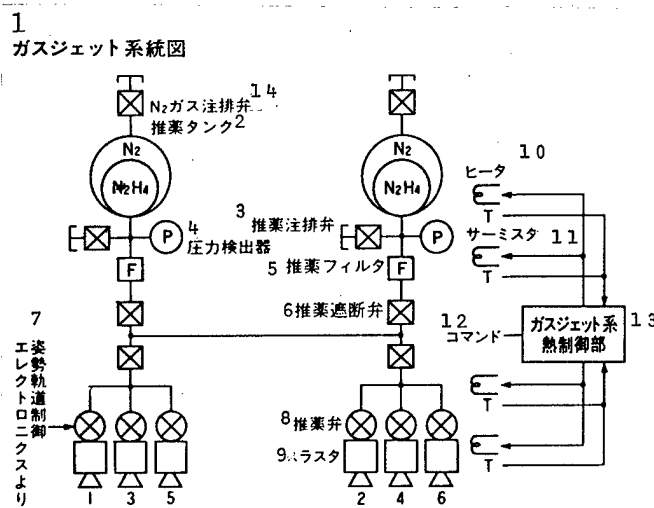 1
ガスジェット系統図
N₂ガス注排弁 14
推薬タンク 2
N₂
N₂H₄
N₂
N₂H₄
ヒータ 10
T
3 推薬注排弁
4 圧力検出器
P
P
サーミスタ 11
T
F
5 推薬フィルタ
F
6 推薬遮断弁
12 コマンド
ガスジェット系
熱制御部
13
7
姿勢軌道制御
エレクトロニクスより
8 推薬弁
T
9 スラスタ
T
1 3 5
2 4 6